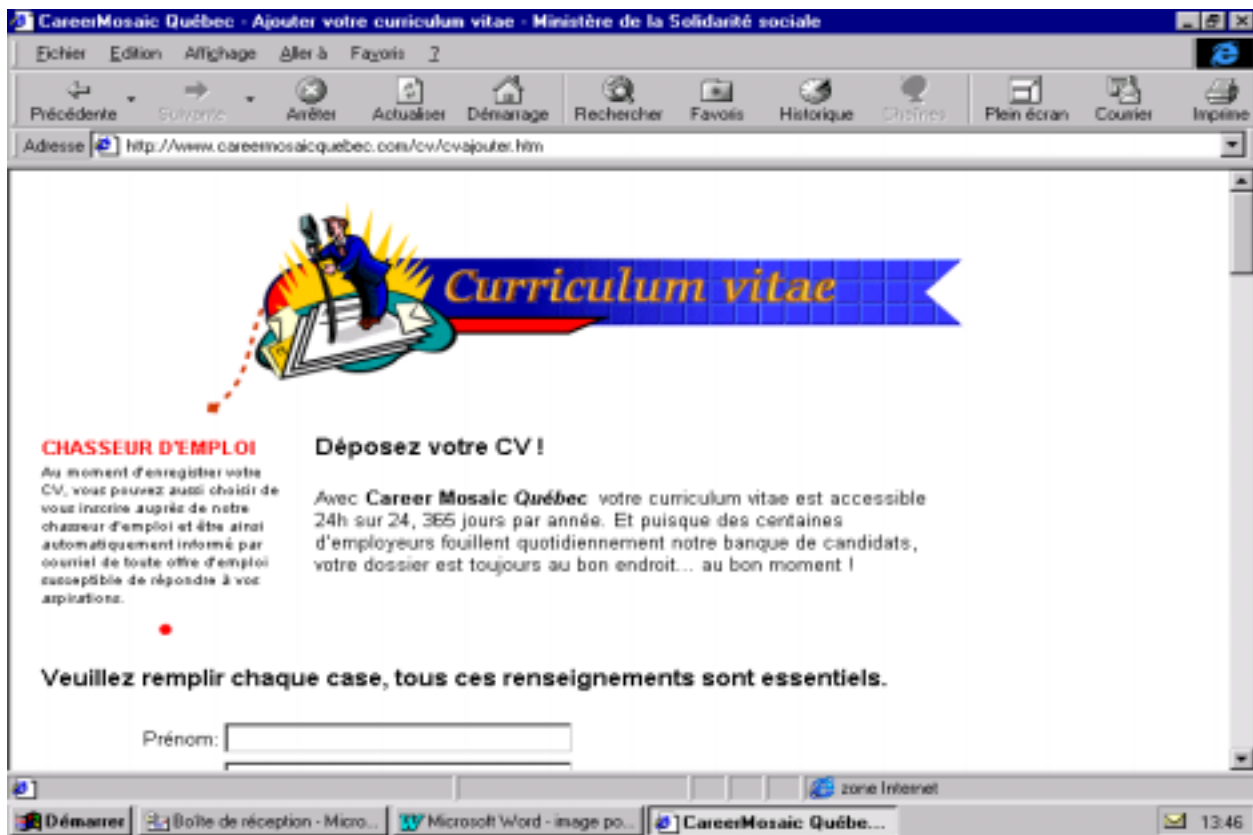 CareerMosaic Québec - Ajouter votre curriculum vitae - Ministère de la Solidarité sociale
Fichier Edition Affichage Aller à Favoris ?
Précédente Suivante Arrêter Actualiser Démarrage Rechercher Favoris Historique Chaînes Plein écran Courrier Imprime
Adresse http://www.careermosaicquebec.com/cv/cvajouter.htm
Curriculum vitae
CHASSEUR D'EMPLOI
Au moment d'enregistrer votre
CV, vous pouvez aussi choisir de
vous inscrire auprès de notre
chasseur d'emploi et être ainsi
automatiquement informé par
courriel de toute offre d'emploi
susceptible de répondre à vos
aspirations.
Déposez votre CV !
Avec Career Mosaic Québec votre curriculum vitae est accessible
24h sur 24, 365 jours par année. Et puisque des centaines
d'employeurs fouillent quotidiennement notre banque de candidats,
votre dossier est toujours au bon endroit... au bon moment !
Veuillez remplir chaque case, tous ces renseignements sont essentiels.
Prénom:
zone Internet
Démarrer Boîte de réception - Micro... Microsoft Word - image po... CareerMosaic Québe... 13:46